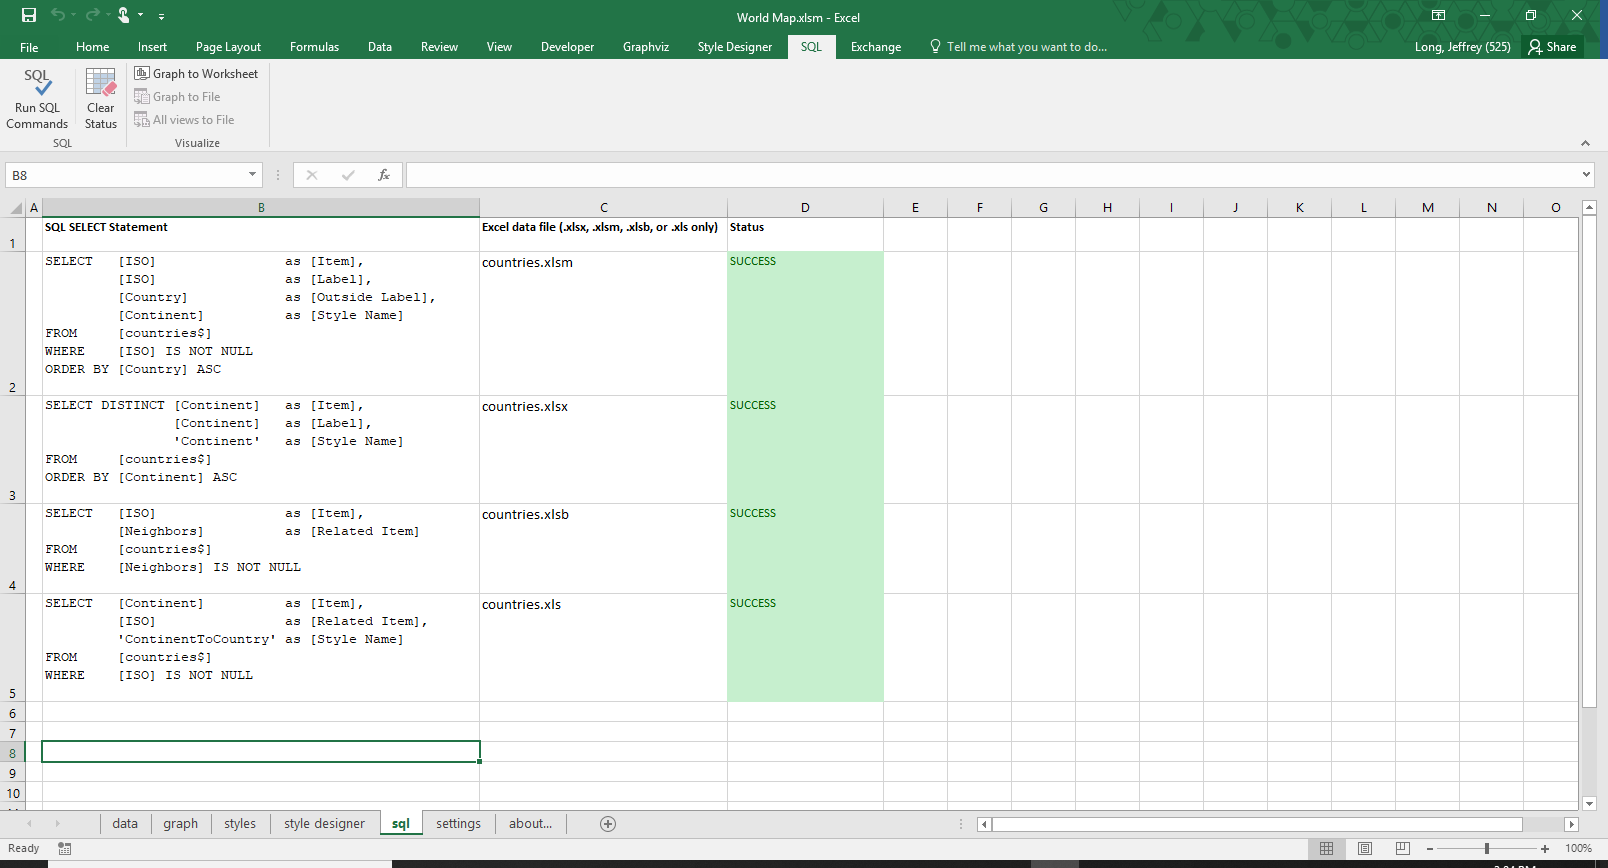 World Map.xlsm - Excel
File Home Insert Page Layout Formulas Data Review View Developer Graphviz Style Designer SQL Exchange Tell me what you want to do... Long, Jeffrey (525) Share
SQL
Run SQL Commands
Clear Status
Graph to Worksheet
Graph to File
All views to File
SQL Visualize
B8 fx
A B C D E F G H I J K L M N O
1 SQL SELECT Statement Excel data file (.xlsx, .xlsm, .xlsb, or .xls only) Status
SELECT [ISO] as [Item], countries.xlsm SUCCESS
[ISO] as [Label],
[Country] as [Outside Label],
[Continent] as [Style Name]
FROM [countries$]
WHERE [ISO] IS NOT NULL
ORDER BY [Country] ASC
2
SELECT DISTINCT [Continent] as [Item], countries.xlsx SUCCESS
[Continent] as [Label],
'Continent' as [Style Name]
FROM [countries$]
ORDER BY [Continent] ASC
3
SELECT [ISO] as [Item], countries.xlsb SUCCESS
[Neighbors] as [Related Item]
FROM [countries$]
WHERE [Neighbors] IS NOT NULL
4
SELECT [Continent] as [Item], countries.xls SUCCESS
[ISO] as [Related Item],
'ContinentToCountry' as [Style Name]
FROM [countries$]
WHERE [ISO] IS NOT NULL
5
6
7
8
9
10
data graph styles style designer sql settings about...
Ready 100%